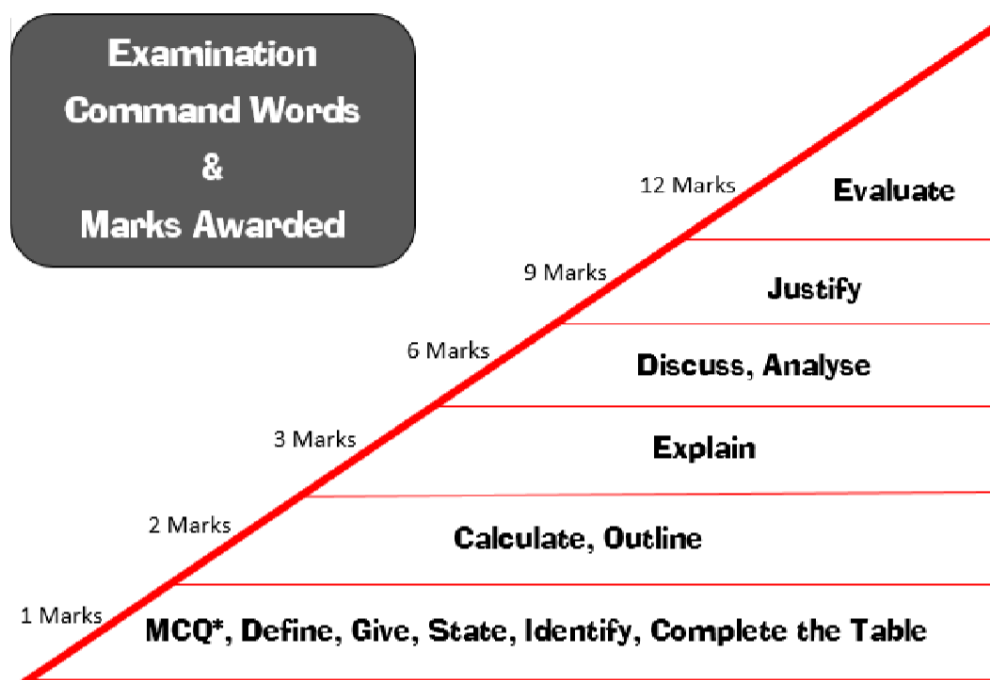 Examination
Command Words
&
Marks Awarded
12 Marks
Evaluate
9 Marks
Justify
6 Marks
Discuss, Analyse
3 Marks
Explain
2 Marks
Calculate, Outline
1 Marks
MCQ*, Define, Give, State, Identify, Complete the Table